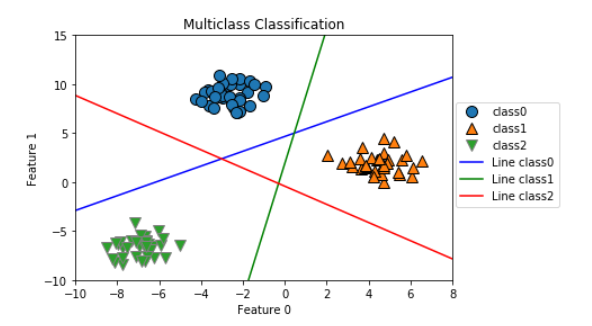 Multiclass Classification
Feature 1
15
10
5
0
−5
−10
−10
−8
−6
−4
−2
0
2
4
6
8
Feature 0
class0
class1
class2
Line class0
Line class1
Line class2